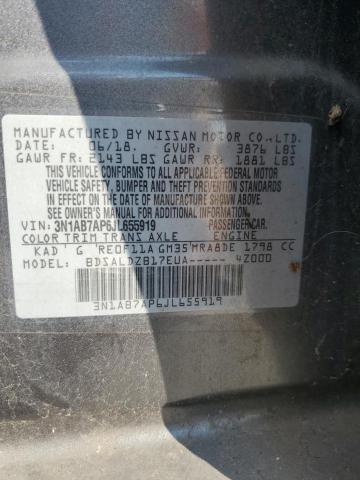 MANUFACTURED BY NISSAN MOTOR CO.,LTD.
DATE: 06/18. GVWR: 3876 LBS
GAWR FR: 2143 LBS GAWR RR: 1881 LBS
THIS VEHICLE CONFORMS TO ALL APPLICABLE FEDERAL MOTOR
VEHICLE SAFETY, BUMPER AND THEFT PREVENTION STANDARDS
IN EFFECT ON THE DATE OF MANUFACTURE SHOWN ABOVE.
SEE OWNER'S MANUAL FOR ADDITIONAL INFORMATION.
VIN: 3N1AB7AP6JL655919 PASSENGER CAR.
COLOR TRIM TRANS AXLE ENGINE
KAD G RE0F11A GM35 MRA8DE 1798 CC
MODEL: BDSALDZB17EUA----- 4Z00D
3N1AB7AP6JL655919